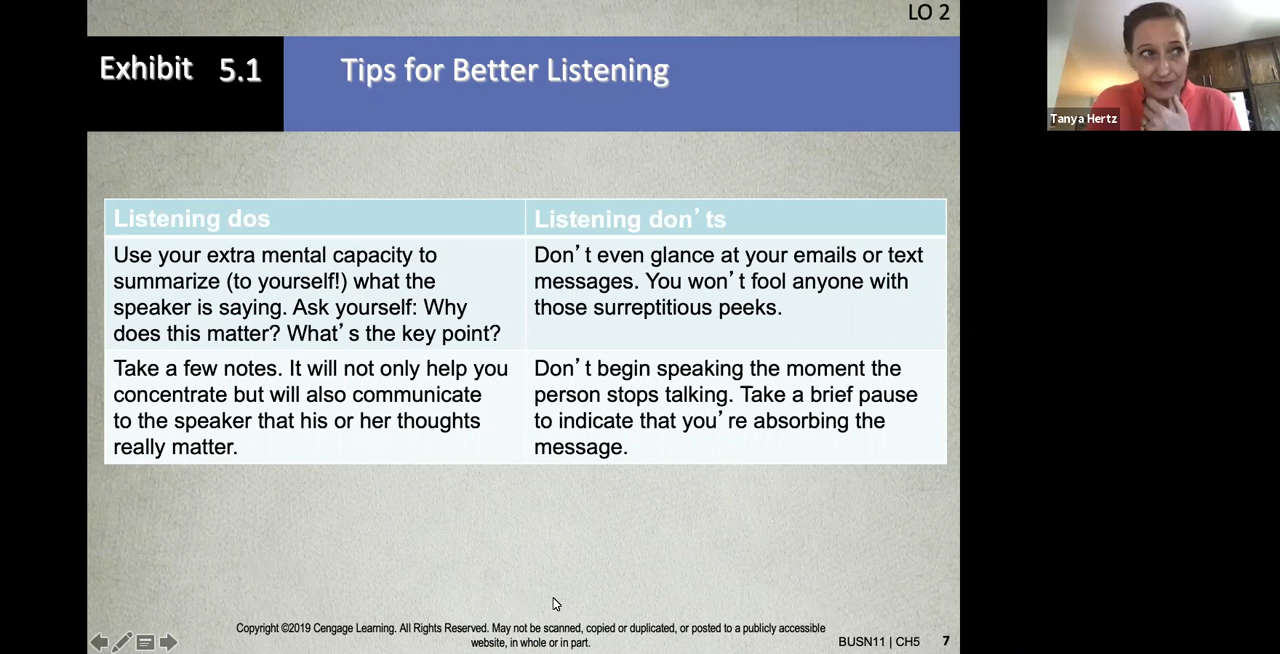 LO 2
Exhibit 5.1
Tips for Better Listening
Tanya Hertz
Listening dos
Listening don’ts
Use your extra mental capacity to
summarize (to yourself!) what the
speaker is saying. Ask yourself: Why
does this matter? What’s the key point?
Don’t even glance at your emails or text
messages. You won’t fool anyone with
those surreptitious peeks.
Take a few notes. It will not only help you
concentrate but will also communicate
to the speaker that his or her thoughts
really matter.
Don’t begin speaking the moment the
person stops talking. Take a brief pause
to indicate that you’re absorbing the
message.
Copyright ©2019 Cengage Learning. All Rights Reserved. May not be scanned, copied or duplicated, or posted to a publicly accessible
website, in whole or in part.
BUSN11 | CH5 7